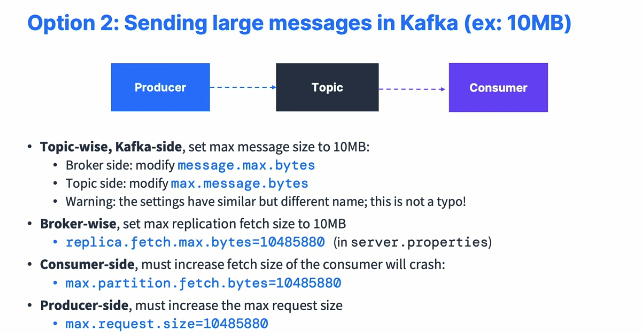 Option 2: Sending large messages in Kafka (ex: 10MB)
Producer
Topic
Consumer
• Topic-wise, Kafka-side, set max message size to 10MB:
• Broker side: modify message.max.bytes
• Topic side: modify max.message.bytes
• Warning: the settings have similar but different name; this is not a typo!
• Broker-wise, set max replication fetch size to 10MB
• replica.fetch.max.bytes=10485880 (in server.properties)
• Consumer-side, must increase fetch size of the consumer will crash:
• max.partition.fetch.bytes=10485880
• Producer-side, must increase the max request size
• max.request.size=10485880